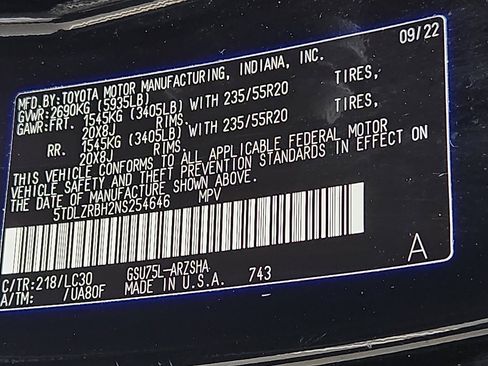 09/22
MFD.BY:TOYOTA MOTOR MANUFACTURING, INDIANA, INC.
GVWR:2690KG (5935LB)
GAWR:FRT. 1545KG (3405LB) WITH 235/55R20 TIRES,
20X8J RIMS.
RR. 1545KG (3405LB) WITH 235/55R20 TIRES,
20X8J RIMS.
THIS VEHICLE CONFORMS TO ALL APPLICABLE FEDERAL MOTOR
VEHICLE SAFETY AND THEFT PREVENTION STANDARDS IN EFFECT ON
THE DATE OF MANUFACTURE SHOWN ABOVE.
5TDLZRBH2NS254646 MPV
C/TR:218/LC30 GSU75L-ARZSHA
A/TM: /UA80F MADE IN U.S.A. 743
A